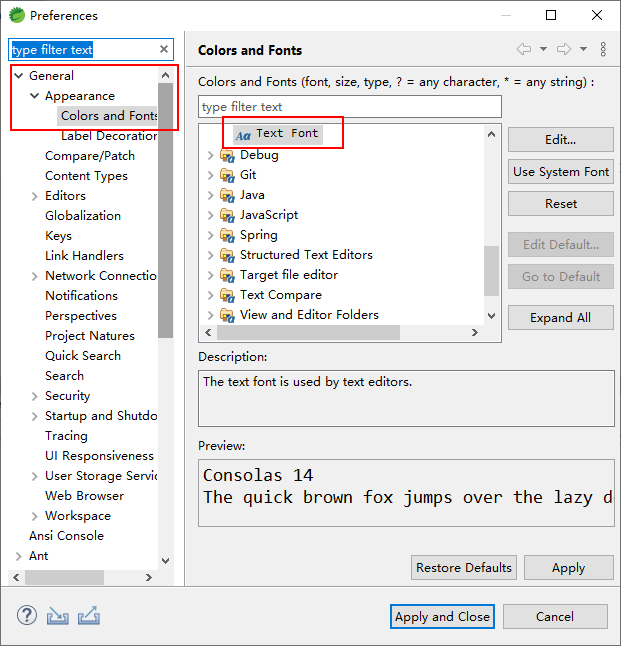 Preferences
type filter text
General
Appearance
Colors and Fonts
Label Decoration
Compare/Patch
Content Types
Editors
Globalization
Keys
Link Handlers
Network Connectio
Notifications
Perspectives
Project Natures
Quick Search
Search
Security
Startup and Shutdo
Tracing
UI Responsiveness
User Storage Servic
Web Browser
Workspace
Ansi Console
Ant
Colors and Fonts
Colors and Fonts (font, size, type, ? = any character, * = any string) :
type filter text
Aa Text Font
Debug
Git
Java
JavaScript
Spring
Structured Text Editors
Target file editor
Text Compare
View and Editor Folders
Edit...
Use System Font
Reset
Edit Default...
Go to Default
Expand All
Description:
The text font is used by text editors.
Preview:
Consolas 14
The quick brown fox jumps over the lazy d
Restore Defaults
Apply
Apply and Close
Cancel